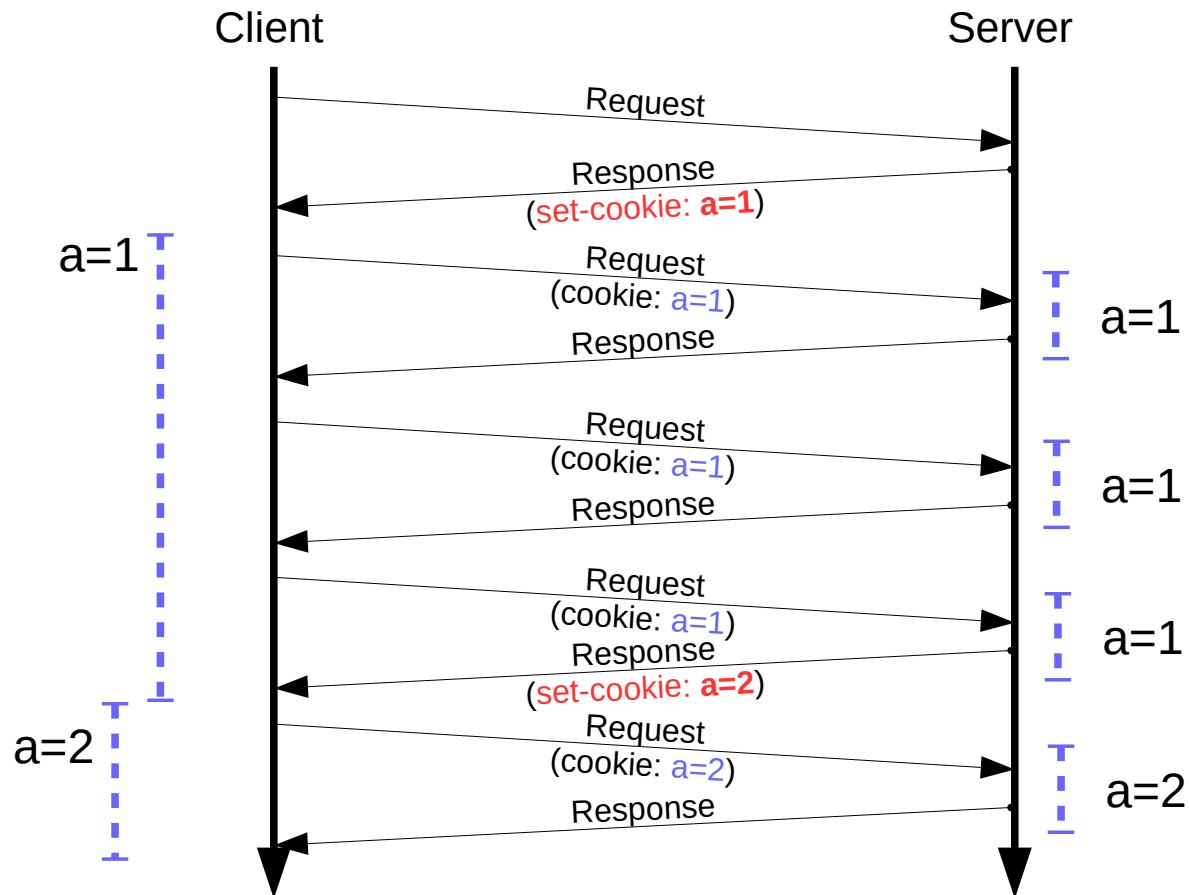 Client
Server
Request
Response
(set-cookie: a=1)
a=1
Request
(cookie: a=1)
a=1
Response
Request
(cookie: a=1)
a=1
Response
Request
(cookie: a=1)
a=1
Response
(set-cookie: a=2)
a=2
Request
(cookie: a=2)
a=2
Response